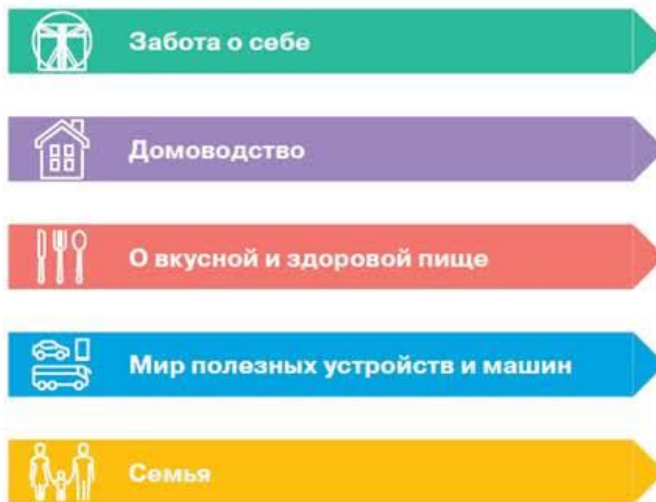 Забота о себе
Домоводство
О вкусной и здоровой пище
Мир полезных устройств и машин
Семья